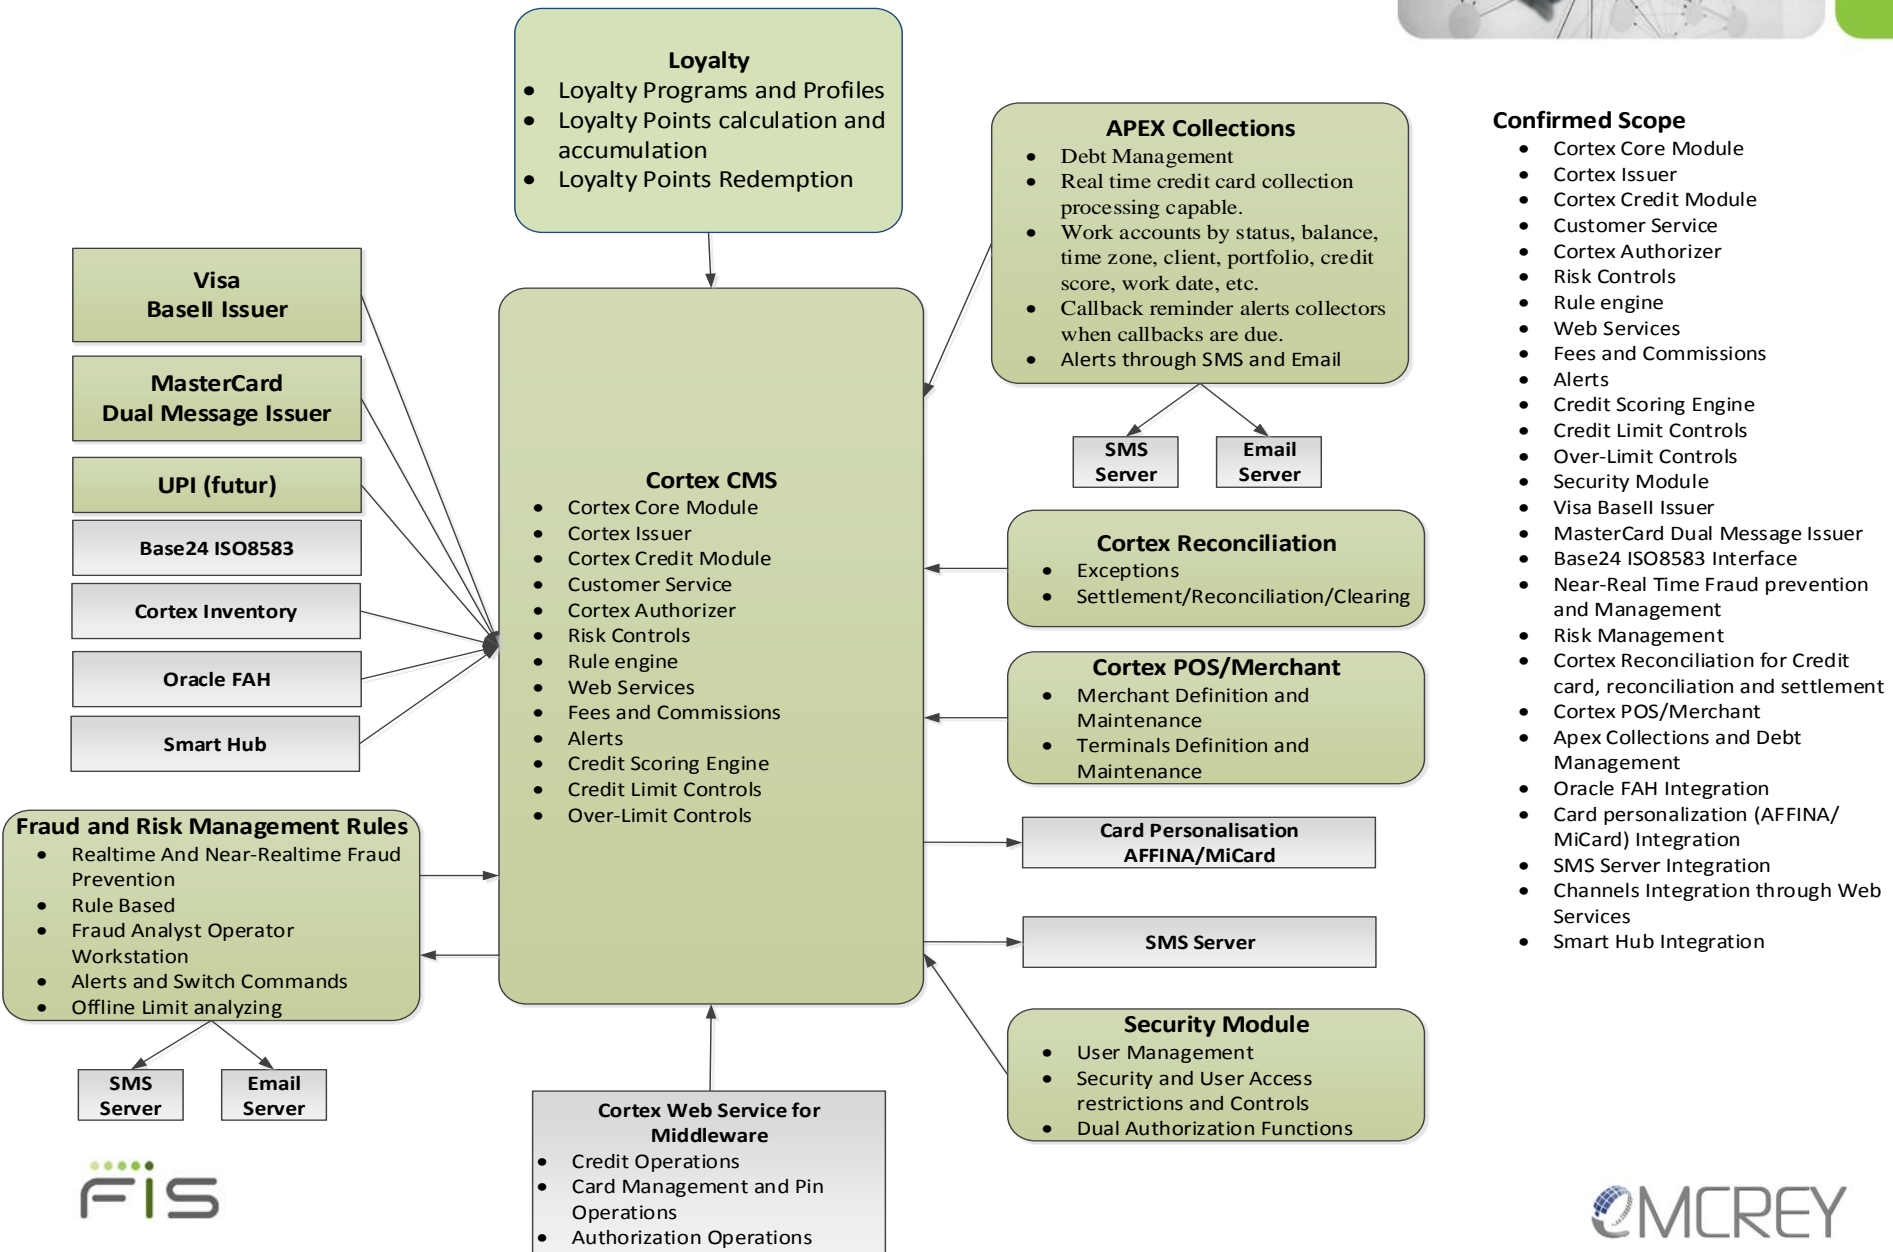 Loyalty
• Loyalty Programs and Profiles
• Loyalty Points calculation and
accumulation
• Loyalty Points Redemption
Visa
BaseII Issuer
MasterCard
Dual Message Issuer
UPI (futur)
Base24 ISO8583
Cortex Inventory
Oracle FAH
Smart Hub
Fraud and Risk Management Rules
• Realtime And Near-Realtime Fraud
Prevention
• Rule Based
• Fraud Analyst Operator
Workstation
• Alerts and Switch Commands
• Offline Limit analyzing
SMS
Server
Email
Server
Cortex CMS
• Cortex Core Module
• Cortex Issuer
• Cortex Credit Module
• Customer Service
• Cortex Authorizer
• Risk Controls
• Rule engine
• Web Services
• Fees and Commissions
• Alerts
• Credit Scoring Engine
• Credit Limit Controls
• Over-Limit Controls
Cortex Web Service for
Middleware
• Credit Operations
• Card Management and Pin
Operations
• Authorization Operations
APEX Collections
• Debt Management
• Real time credit card collection
processing capable.
• Work accounts by status, balance,
time zone, client, portfolio, credit
score, work date, etc.
• Callback reminder alerts collectors
when callbacks are due.
• Alerts through SMS and Email
SMS
Server
Email
Server
Cortex Reconciliation
• Exceptions
• Settlement/Reconciliation/Clearing
Cortex POS/Merchant
• Merchant Definition and
Maintenance
• Terminals Definition and
Maintenance
Card Personalisation
AFFINA/MiCard
SMS Server
Security Module
• User Management
• Security and User Access
restrictions and Controls
• Dual Authorization Functions
Confirmed Scope
• Cortex Core Module
• Cortex Issuer
• Cortex Credit Module
• Customer Service
• Cortex Authorizer
• Risk Controls
• Rule engine
• Web Services
• Fees and Commissions
• Alerts
• Credit Scoring Engine
• Credit Limit Controls
• Over-Limit Controls
• Security Module
• Visa BaseII Issuer
• MasterCard Dual Message Issuer
• Base24 ISO8583 Interface
• Near-Real Time Fraud prevention
and Management
• Risk Management
• Cortex Reconciliation for Credit
card, reconciliation and settlement
• Cortex POS/Merchant
• Apex Collections and Debt
Management
• Oracle FAH Integration
• Card personalization (AFFINA/
MiCard) Integration
• SMS Server Integration
• Channels Integration through Web
Services
• Smart Hub Integration
FIS
EMCREY